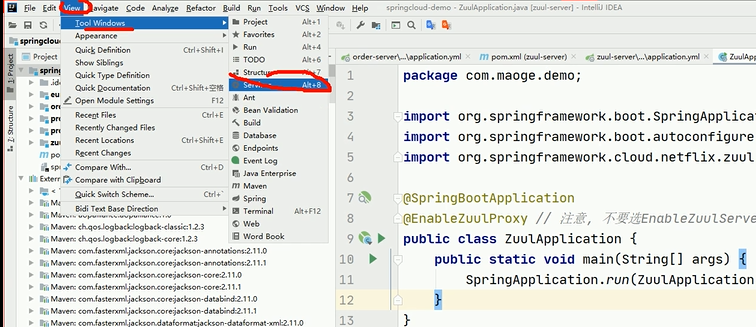 File Edit View Navigate Code Analyze Refactor Build Run Tools VCS Window Help springcloud-demo - ZuulApplication.java [zuul-server] - IntelliJ IDEA
springclou
Project
Tool Windows
Appearance
Quick Definition Ctrl+Shift+I
Show Siblings
Quick Type Definition
Quick Documentation Ctrl+Shift+空格
Open Module Settings F12
Recent Files Ctrl+E
Recently Changed Files
Recent Locations Ctrl+Shift+E
Recent Changes
Compare With... Ctrl+D
Compare with Clipboard
Quick Switch Scheme... Ctrl+`
Bidi Text Base Direction
Project Alt+1
Favorites Alt+2
Run Alt+4
TODO Alt+6
Structure Alt+7
Services Alt+8
Ant
Bean Validation
Build
Database
Endpoints
Event Log
Java Enterprise
Maven
Spring
Terminal Alt+F12
Web
Word Book
1: Project
Z: Structure
Exter
Maven: ch.qos.logback:logback-classic:1.2.3
Maven: ch.qos.logback:logback-core:1.2.3
Maven: com.fasterxml.jackson.core:jackson-annotations:2.11.0
Maven: com.fasterxml.jackson.core:jackson-annotations:2.11.1
Maven: com.fasterxml.jackson.core:jackson-core:2.11.0
Maven: com.fasterxml.jackson.core:jackson-core:2.11.1
Maven: com.fasterxml.jackson.core:jackson-databind:2.11.0
Maven: com.fasterxml.jackson.core:jackson-databind:2.11.1
Maven: com.fasterxml.jackson.dataformat:jackson-dataformat-xml:2.11.0
order-server\...\application.yml pom.xml (zuul-server) zuul-server\...\application.yml ZuulAppl
1 package com.maoge.demo;
2
3 import org.springframework.boot.SpringApplic
4 import org.springframework.boot.autoconfigure
5 import org.springframework.cloud.netflix.zuul
6
7 @SpringBootApplication
8 @EnableZuulProxy // 注意, 不要选EnableZuulServe
9 public class ZuulApplication {
10 public static void main(String[] args) {
11 SpringApplication.run(ZuulApplication
12 }
13 }